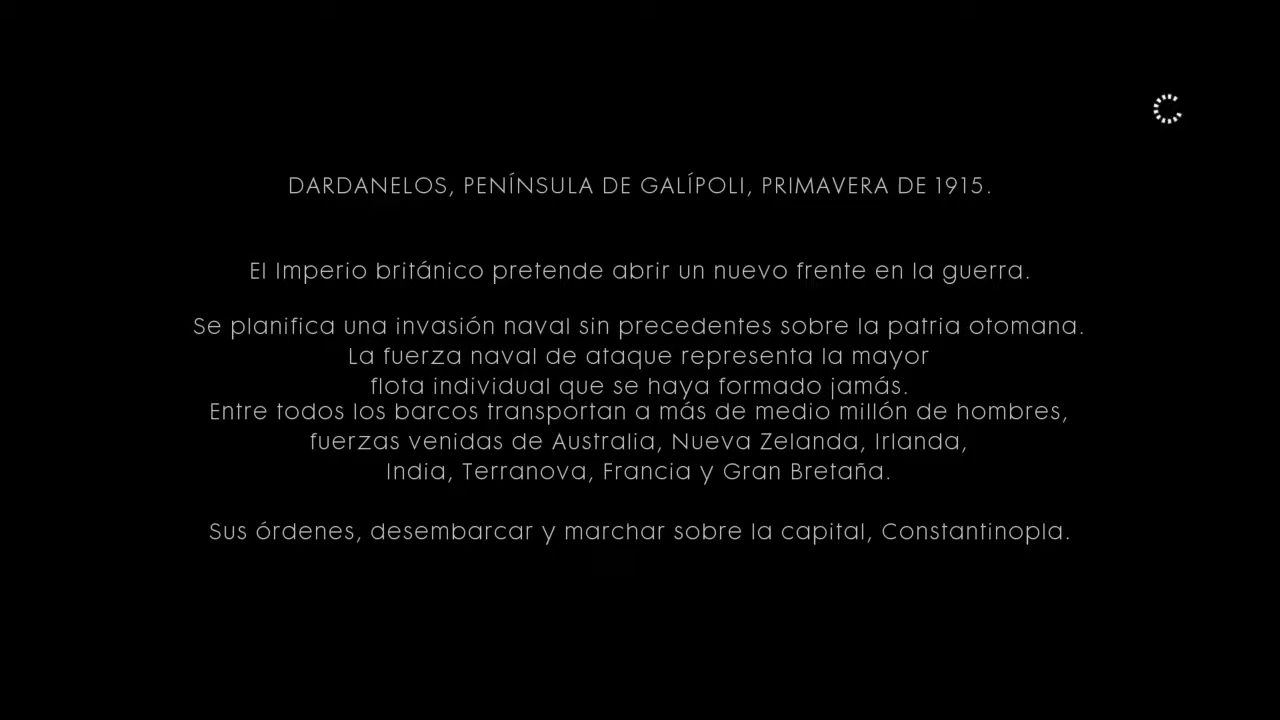 DARDANELOS, PENÍNSULA DE GALÍPOLI, PRIMAVERA DE 1915.
El Imperio británico pretende abrir un nuevo frente en la guerra.
Se planifica una invasión naval sin precedentes sobre la patria otomana.
La fuerza naval de ataque representa la mayor
flota individual que se haya formado jamás.
Entre todos los barcos transportan a más de medio millón de hombres,
fuerzas venidas de Australia, Nueva Zelanda, Irlanda,
India, Terranova, Francia y Gran Bretaña.
Sus órdenes, desembarcar y marchar sobre la capital, Constantinopla.